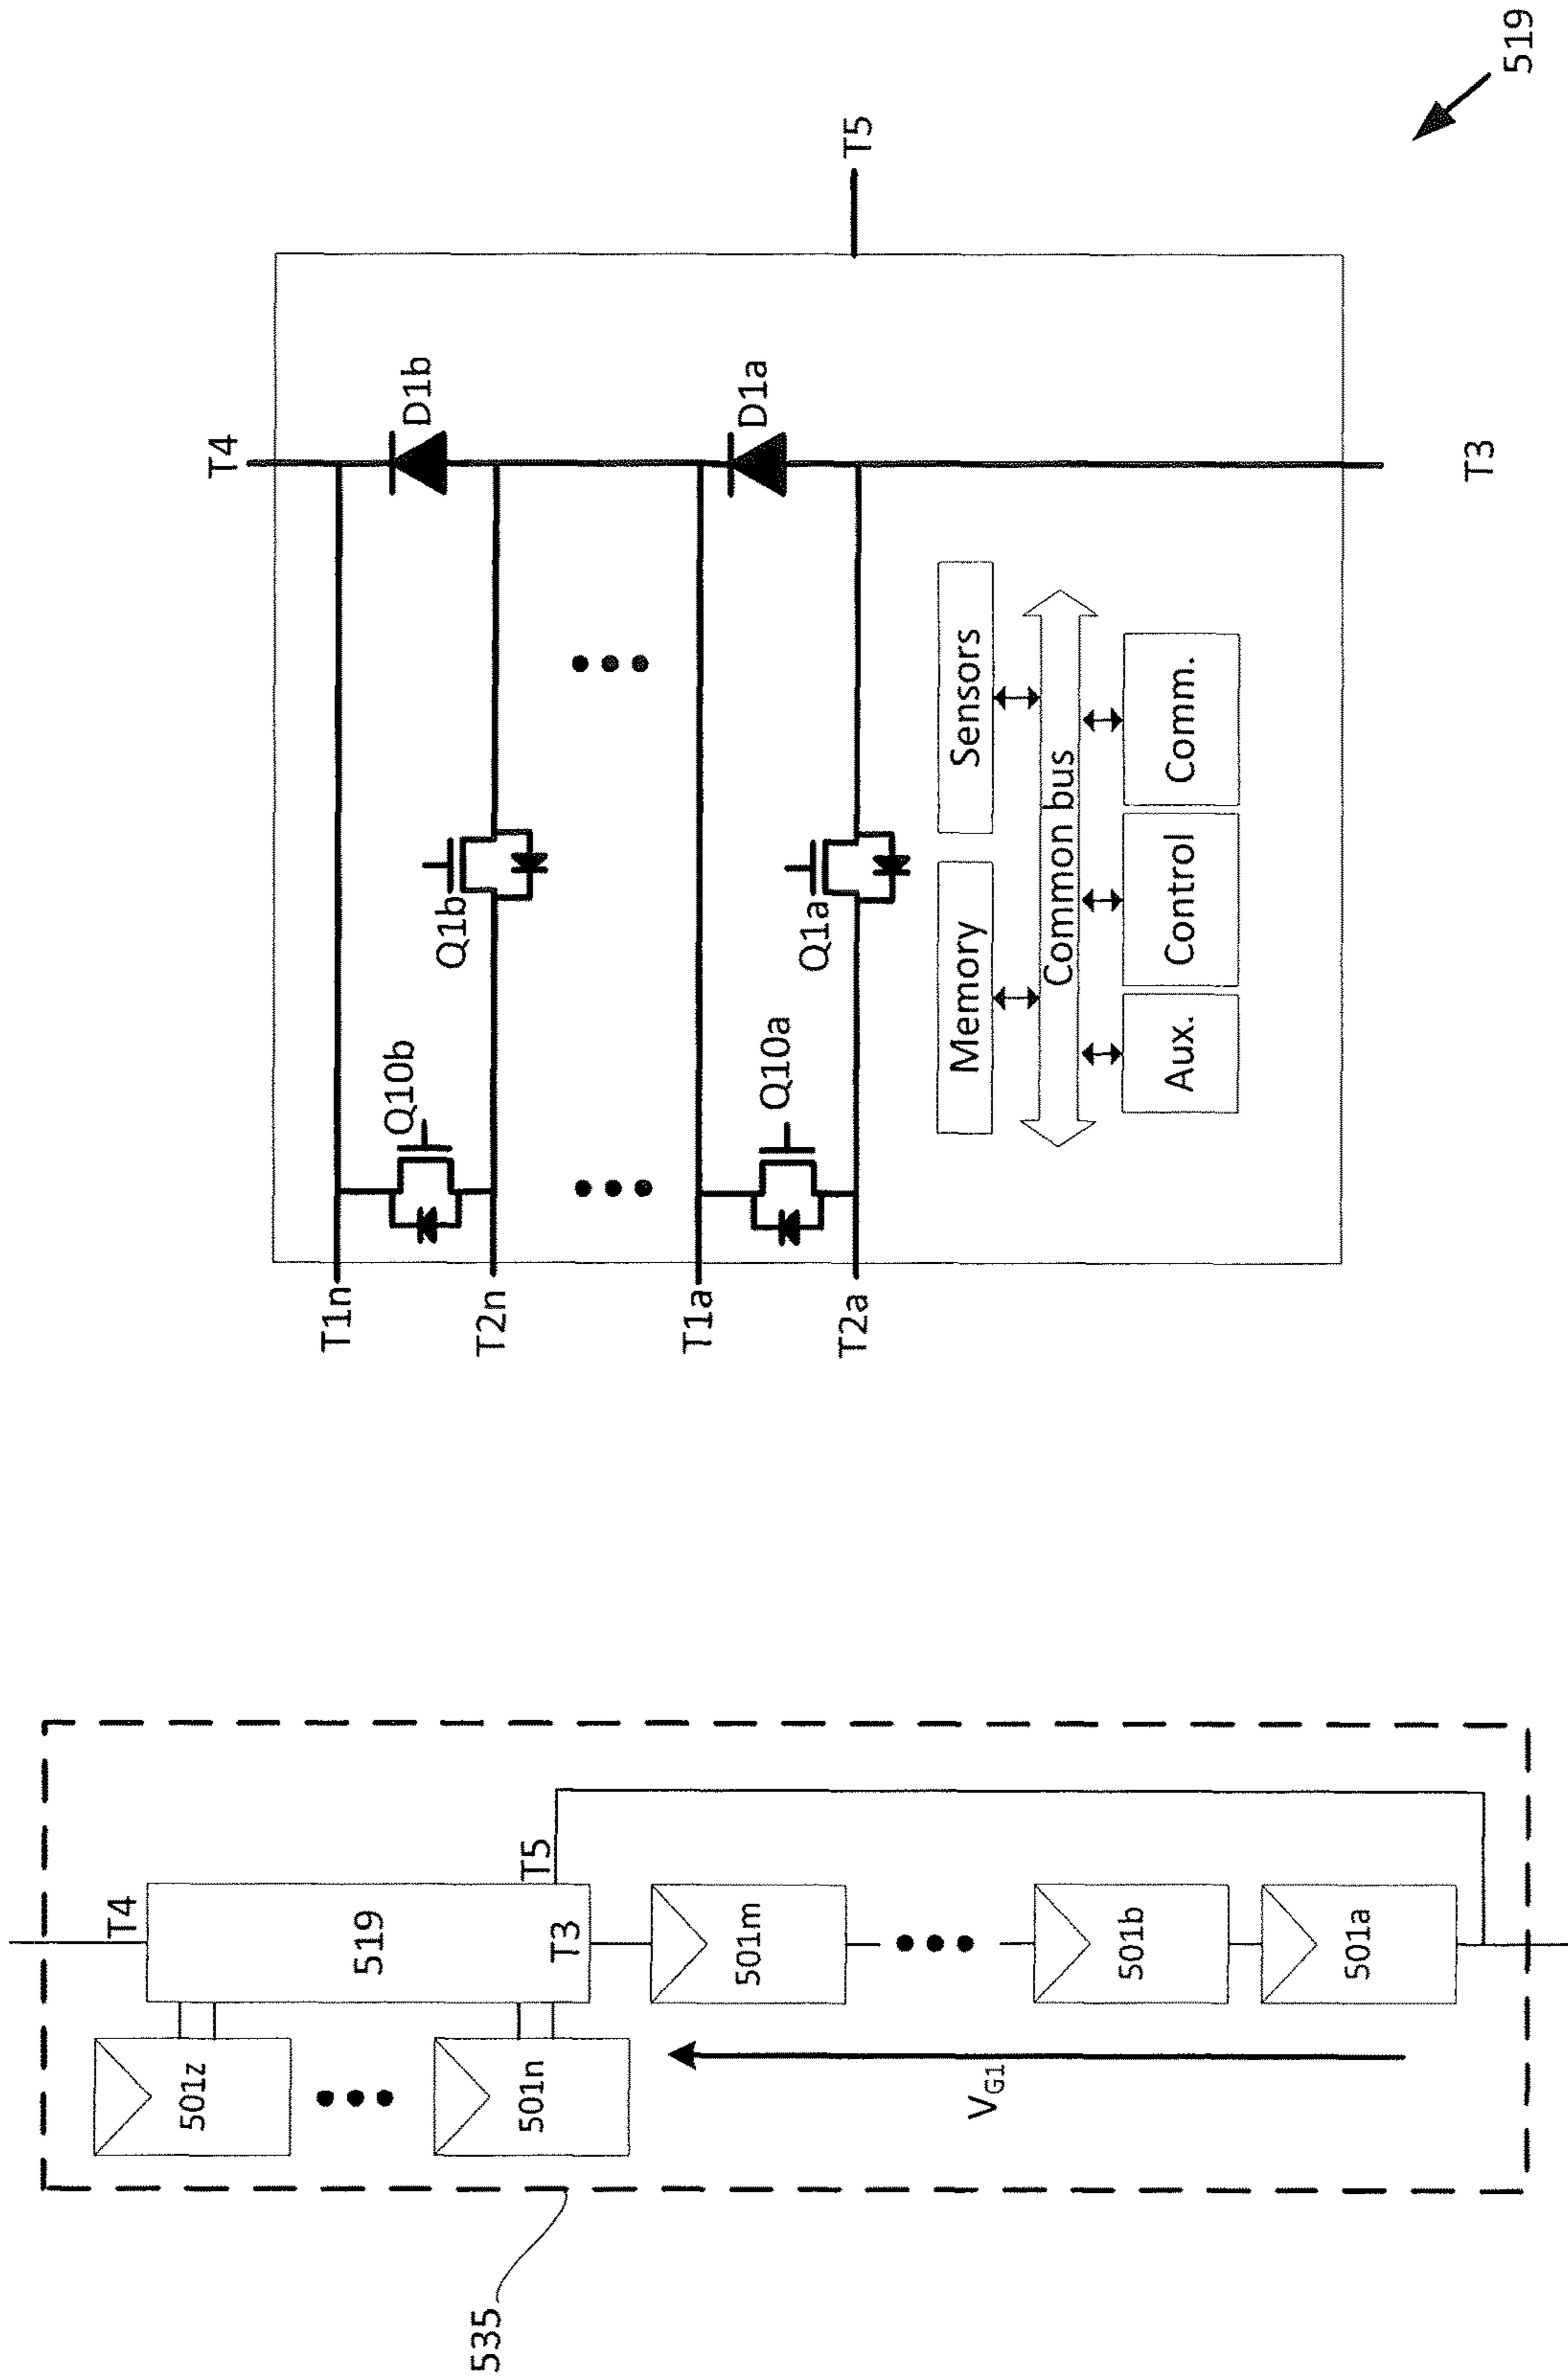 535
T4
519
T5
T3
501z
501n
501m
501b
501a
VG1
T4
T1n
Q10b
D1b
T2n
Q1b
T1a
Q10a
D1a
T2a
Q1a
T5
Memory
Sensors
Common bus
Aux.
Control
Comm.
T3
519